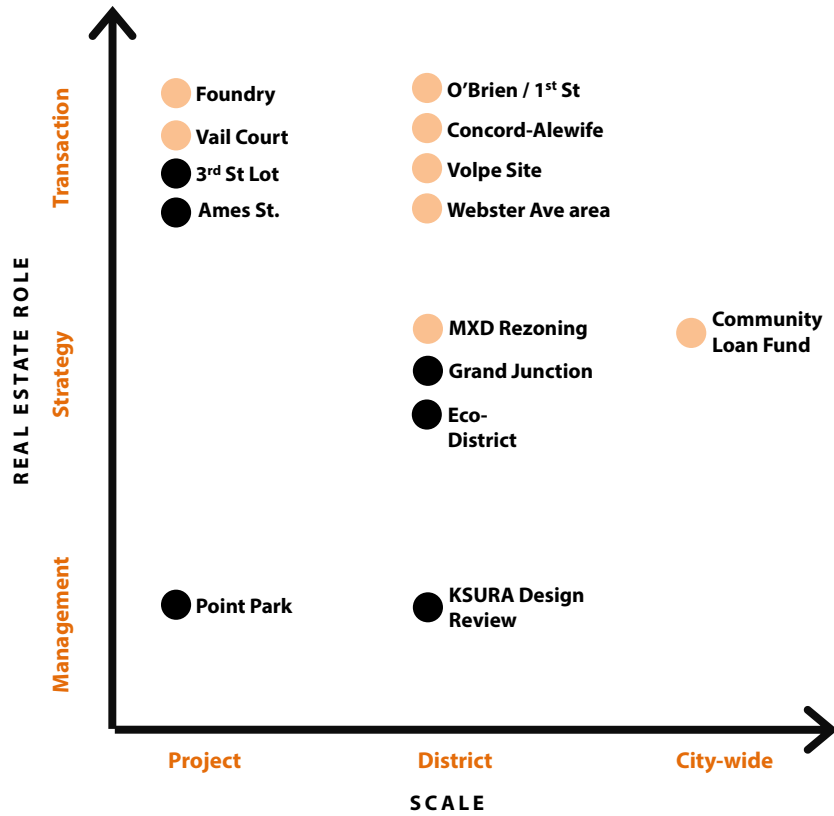 REAL ESTATE ROLE
Transaction
Strategy
Management
Foundry
Vail Court
3rd St Lot
Ames St.
O’Brien / 1st St
Concord-Alewife
Volpe Site
Webster Ave area
MXD Rezoning
Grand Junction
Eco-
District
Community
Loan Fund
Point Park
KSURA Design
Review
Project
District
City-wide
SCALE